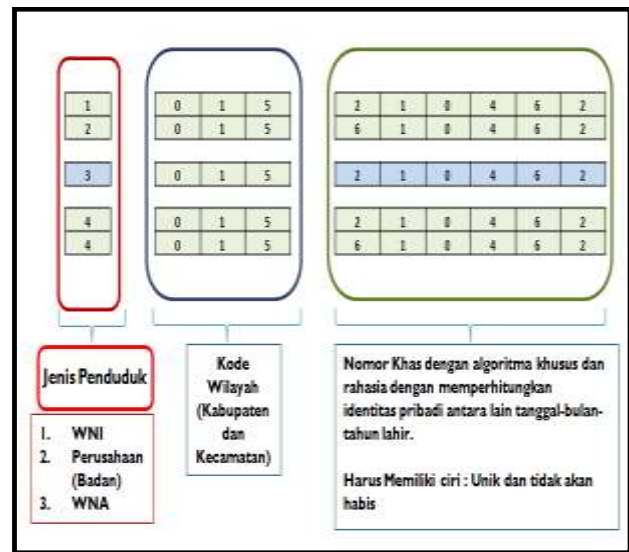 1 0 1 5 2 1 0 4 6 2
2 0 1 5 6 1 0 4 6 2
3 0 1 5 2 1 0 4 6 2
4 0 1 5 2 1 0 4 6 2
4 0 1 5 6 1 0 4 6 2
Jenis Penduduk
1. WNI
2. Perusahaan
(Badan)
3. WNA
Kode
Wilayah
(Kabupaten
dan
Kecamatan)
Nomor Khas dengan algoritma khusus dan
rahasia dengan memperhitungkan
identitas pribadi antara lain tanggal-bulan-
tahun lahir.
Harus Memiliki ciri : Unik dan tidak akan
habis